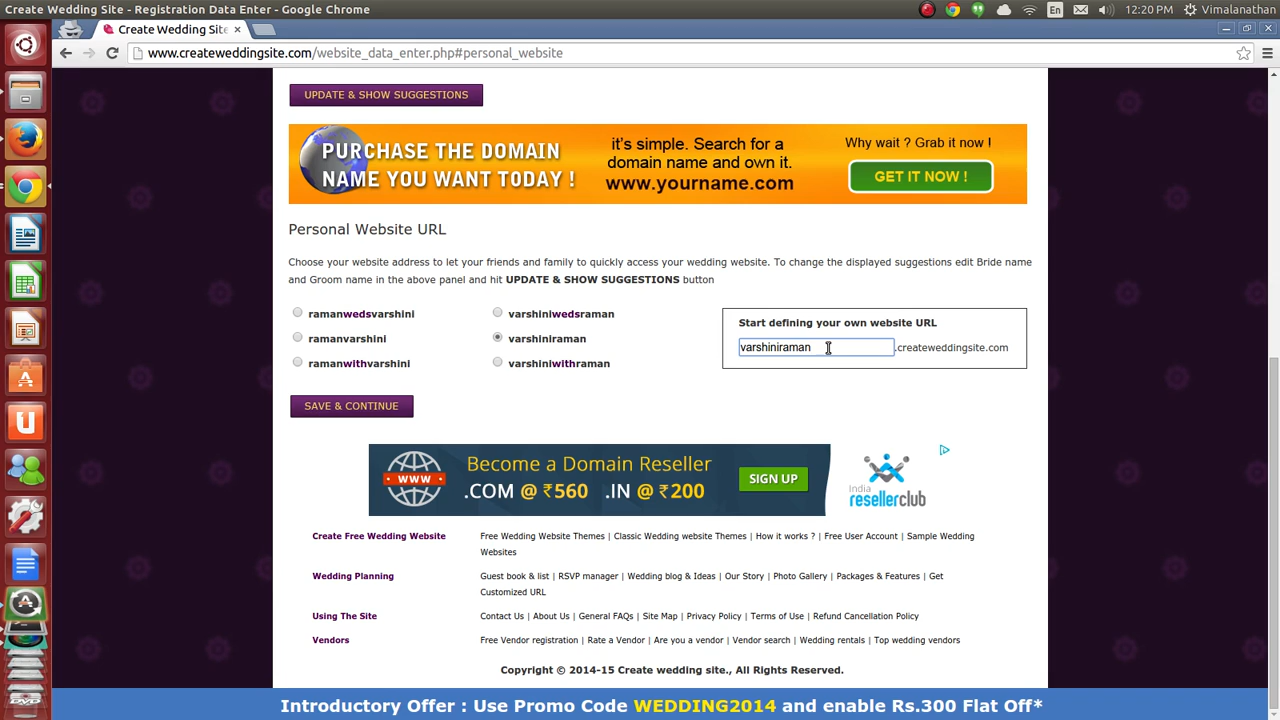 Create Wedding Site - Registration Data Enter - Google Chrome
En
12:20 PM
Vimalanathan
Create Wedding Site
www.createweddingsite.com/website_data_enter.php#personal_website
UPDATE & SHOW SUGGESTIONS
PURCHASE THE DOMAIN
NAME YOU WANT TODAY !
it's simple. Search for a
domain name and own it.
www.yourname.com
Why wait ? Grab it now !
GET IT NOW !
Personal Website URL
Choose your website address to let your friends and family to quickly access your wedding website. To change the displayed suggestions edit Bride name
and Groom name in the above panel and hit UPDATE & SHOW SUGGESTIONS button
ramanwedsvarshini
varshiniwedsraman
ramanvarshini
varshiniraman
ramanwithvarshini
varshiniwithraman
Start defining your own website URL
varshiniraman .createweddingsite.com
SAVE & CONTINUE
WWW
Become a Domain Reseller
.COM @ ₹560 .IN @ ₹200
SIGN UP
India
resellerclub
Create Free Wedding Website
Free Wedding Website Themes | Classic Wedding website Themes | How it works ? | Free User Account | Sample Wedding
Websites
Wedding Planning
Guest book & list | RSVP manager | Wedding blog & Ideas | Our Story | Photo Gallery | Packages & Features | Get
Customized URL
Using The Site
Contact Us | About Us | General FAQs | Site Map | Privacy Policy | Terms of Use | Refund Cancellation Policy
Vendors
Free Vendor registration | Rate a Vendor | Are you a vendor | Vendor search | Wedding rentals | Top wedding vendors
Copyright © 2014-15 Create wedding site., All Rights Reserved.
Introductory Offer : Use Promo Code WEDDING2014 and enable Rs.300 Flat Off*